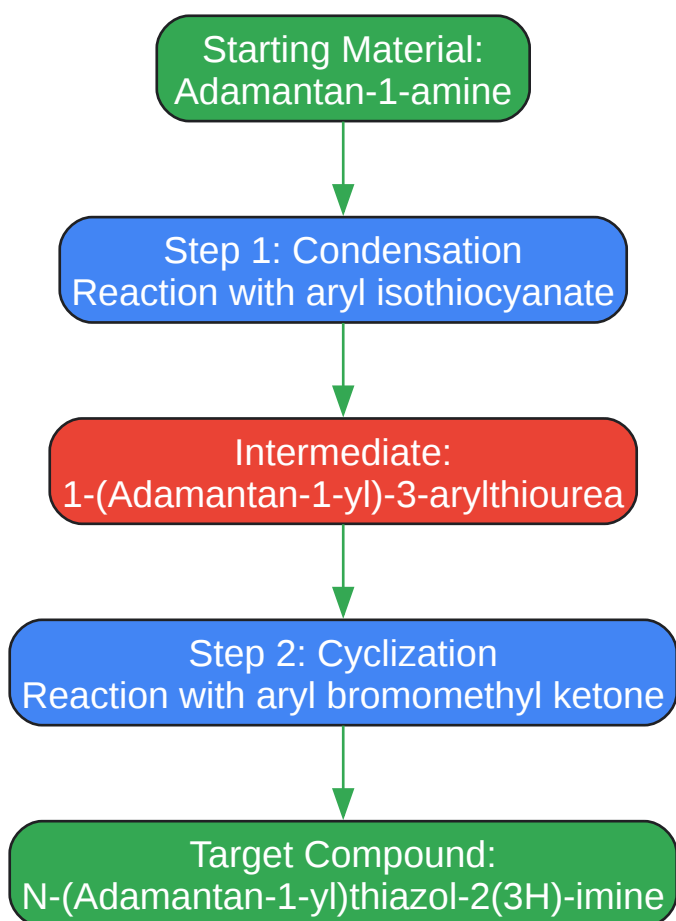 Starting Material:
Adamantan-1-amine
Step 1: Condensation
Reaction with aryl isothiocyanate
Intermediate:
1-(Adamantan-1-yl)-3-arylthiourea
Step 2: Cyclization
Reaction with aryl bromomethyl ketone
Target Compound:
N-(Adamantan-1-yl)thiazol-2(3H)-imine